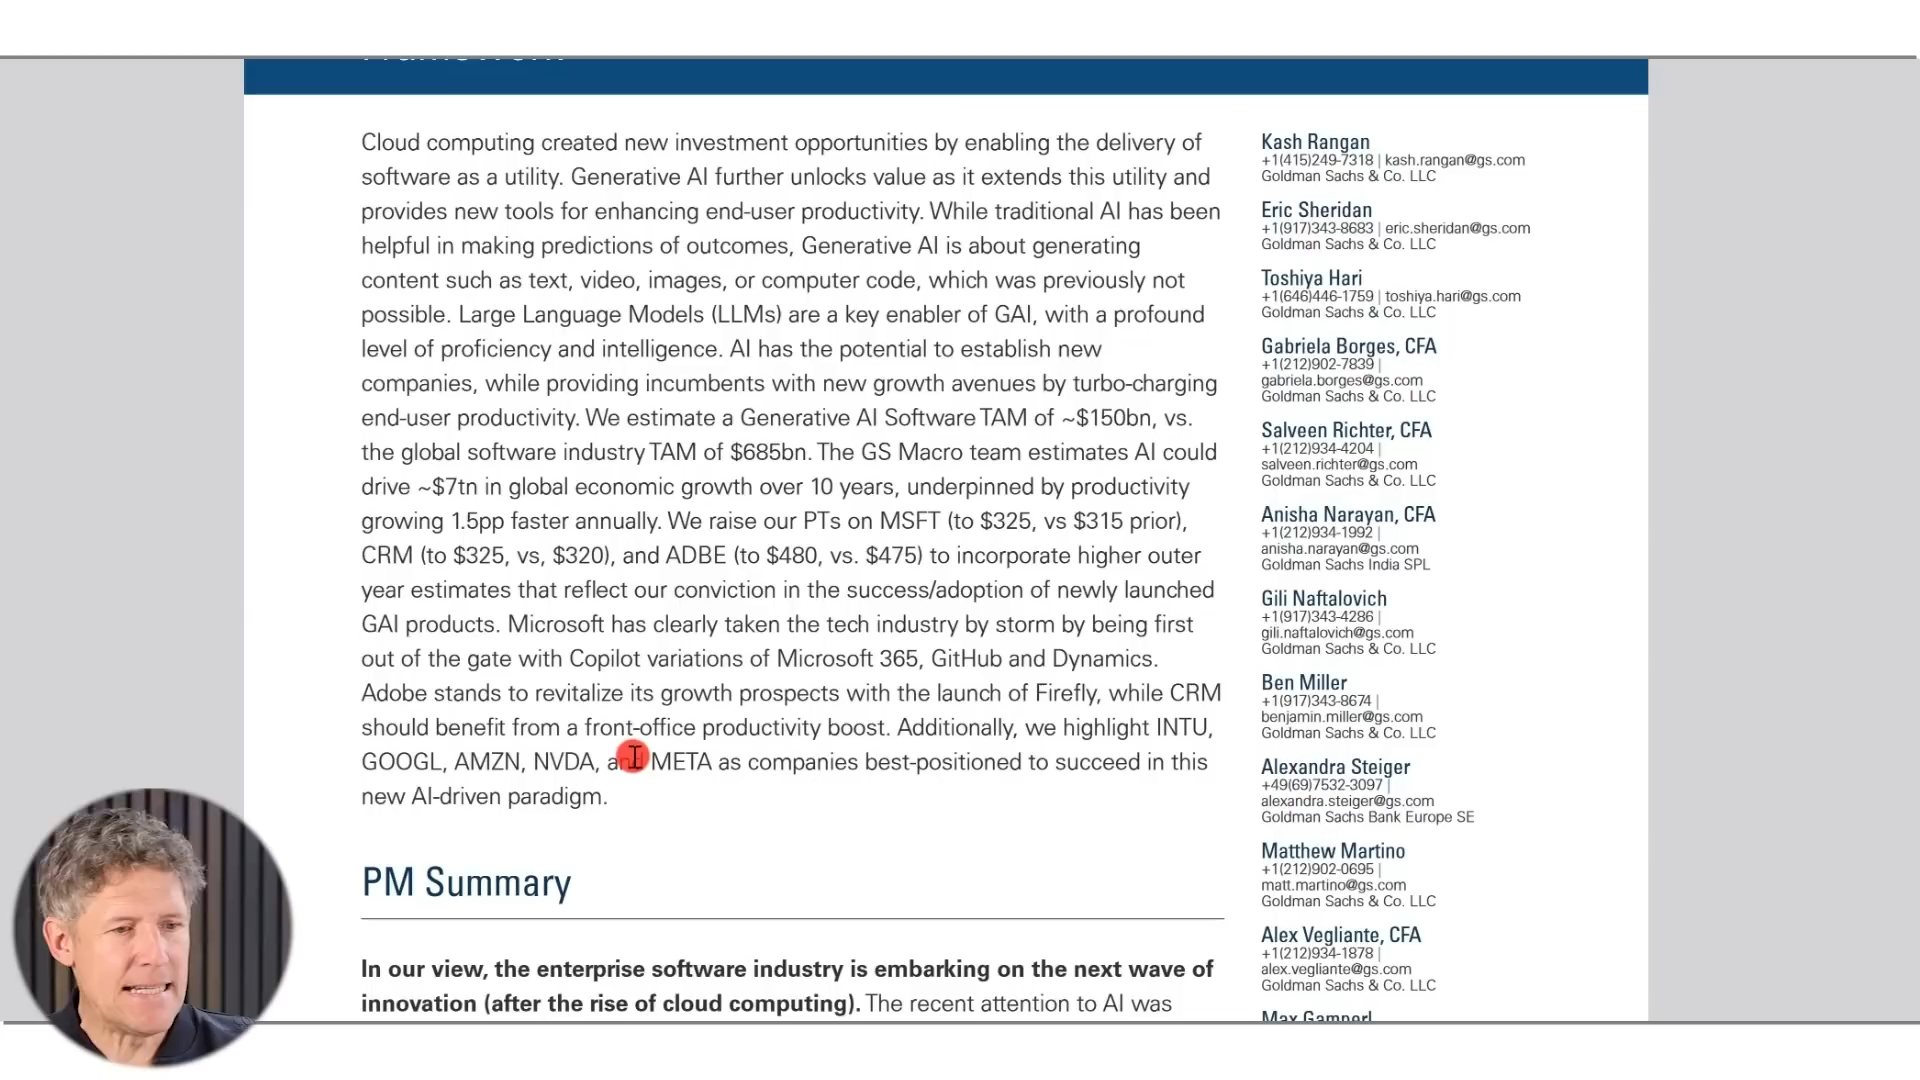 Cloud computing created new investment opportunities by enabling the delivery of
software as a utility. Generative AI further unlocks value as it extends this utility and
provides new tools for enhancing end-user productivity. While traditional AI has been
helpful in making predictions of outcomes, Generative AI is about generating
content such as text, video, images, or computer code, which was previously not
possible. Large Language Models (LLMs) are a key enabler of GAI, with a profound
level of proficiency and intelligence. AI has the potential to establish new
companies, while providing incumbents with new growth avenues by turbo-charging
end-user productivity. We estimate a Generative AI Software TAM of ~$150bn, vs.
the global software industry TAM of $685bn. The GS Macro team estimates AI could
drive ~$7tn in global economic growth over 10 years, underpinned by productivity
growing 1.5pp faster annually. We raise our PTs on MSFT (to $325, vs $315 prior),
CRM (to $325, vs, $320), and ADBE (to $480, vs. $475) to incorporate higher outer
year estimates that reflect our conviction in the success/adoption of newly launched
GAI products. Microsoft has clearly taken the tech industry by storm by being first
out of the gate with Copilot variations of Microsoft 365, GitHub and Dynamics.
Adobe stands to revitalize its growth prospects with the launch of Firefly, while CRM
should benefit from a front-office productivity boost. Additionally, we highlight INTU,
GOOGL, AMZN, NVDA, and META as companies best-positioned to succeed in this
new AI-driven paradigm.
PM Summary
In our view, the enterprise software industry is embarking on the next wave of
innovation (after the rise of cloud computing). The recent attention to AI was
Kash Rangan
+1(415)249-7318 | kash.rangan@gs.com
Goldman Sachs & Co. LLC
Eric Sheridan
+1(917)343-8683 | eric.sheridan@gs.com
Goldman Sachs & Co. LLC
Toshiya Hari
+1(646)446-1759 | toshiya.hari@gs.com
Goldman Sachs & Co. LLC
Gabriela Borges, CFA
+1(212)902-7839 |
gabriela.borges@gs.com
Goldman Sachs & Co. LLC
Salveen Richter, CFA
+1(212)934-4204 |
salveen.richter@gs.com
Goldman Sachs & Co. LLC
Anisha Narayan, CFA
+1(212)934-1992 |
anisha.narayan@gs.com
Goldman Sachs India SPL
Gili Naftalovich
+1(917)343-4286 |
gili.naftalovich@gs.com
Goldman Sachs & Co. LLC
Ben Miller
+1(917)343-8674 |
benjamin.miller@gs.com
Goldman Sachs & Co. LLC
Alexandra Steiger
+49(69)7532-3097 |
alexandra.steiger@gs.com
Goldman Sachs Bank Europe SE
Matthew Martino
+1(212)902-0695 |
matt.martino@gs.com
Goldman Sachs & Co. LLC
Alex Vegliante, CFA
+1(212)934-1878 |
alex.vegliante@gs.com
Goldman Sachs & Co. LLC
Max Gamperl